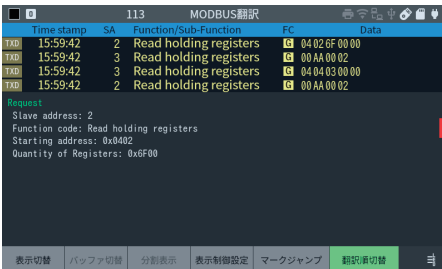 0 113 MODBUS翻訳
Time stamp SA Function/Sub-Function FC Data
TXD 15:59:42 2 Read holding registers G 04 02 6F 00 00
TXD 15:59:42 3 Read holding registers G 00 AA 00 02
TXD 15:59:42 3 Read holding registers G 04 04 03 00 00
TXD 15:59:42 2 Read holding registers G 00 AA 00 02
Request
Slave address: 2
Function code: Read holding registers
Starting address: 0x0402
Quantity of Registers: 0x6F00
表示切替 バッファ切替 分割表示 表示制御設定 マークジャンプ 翻訳順切替